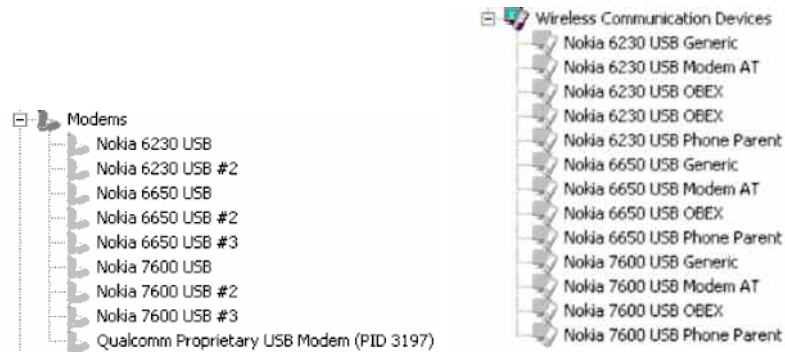 Modems
Nokia 6230 USB
Nokia 6230 USB #2
Nokia 6650 USB
Nokia 6650 USB #2
Nokia 6650 USB #3
Nokia 7600 USB
Nokia 7600 USB #2
Nokia 7600 USB #3
Qualcomm Proprietary USB Modem (PID 3197)
Wireless Communication Devices
Nokia 6230 USB Generic
Nokia 6230 USB Modem AT
Nokia 6230 USB OBEX
Nokia 6230 USB OBEX
Nokia 6230 USB Phone Parent
Nokia 6650 USB Generic
Nokia 6650 USB Modem AT
Nokia 6650 USB OBEX
Nokia 6650 USB Phone Parent
Nokia 7600 USB Generic
Nokia 7600 USB Modem AT
Nokia 7600 USB OBEX
Nokia 7600 USB Phone Parent